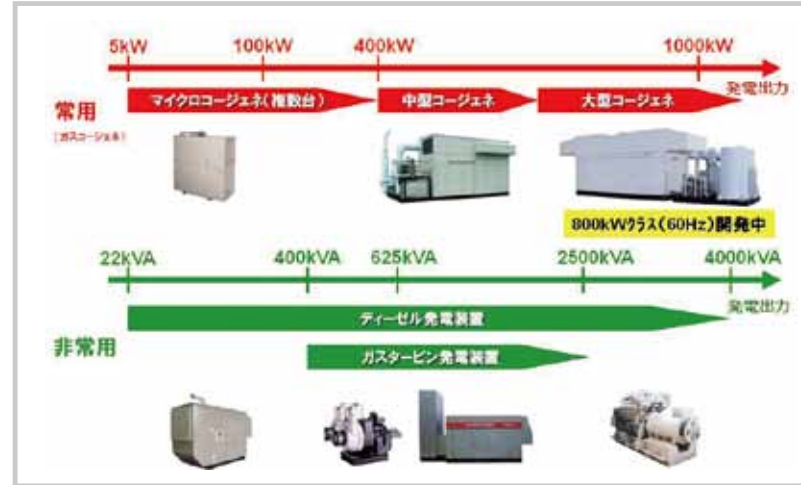 5kW 100kW 400kW 1000kW
発電出力
マイクロコージェネ(複数台) 中型コージェネ 大型コージェネ
常用
(ガスコージェネ)
800kWクラス(60Hz)開発中
22kVA 400kVA 625kVA 2500kVA 4000kVA
発電出力
ディーゼル発電装置
非常用
ガスタービン発電装置